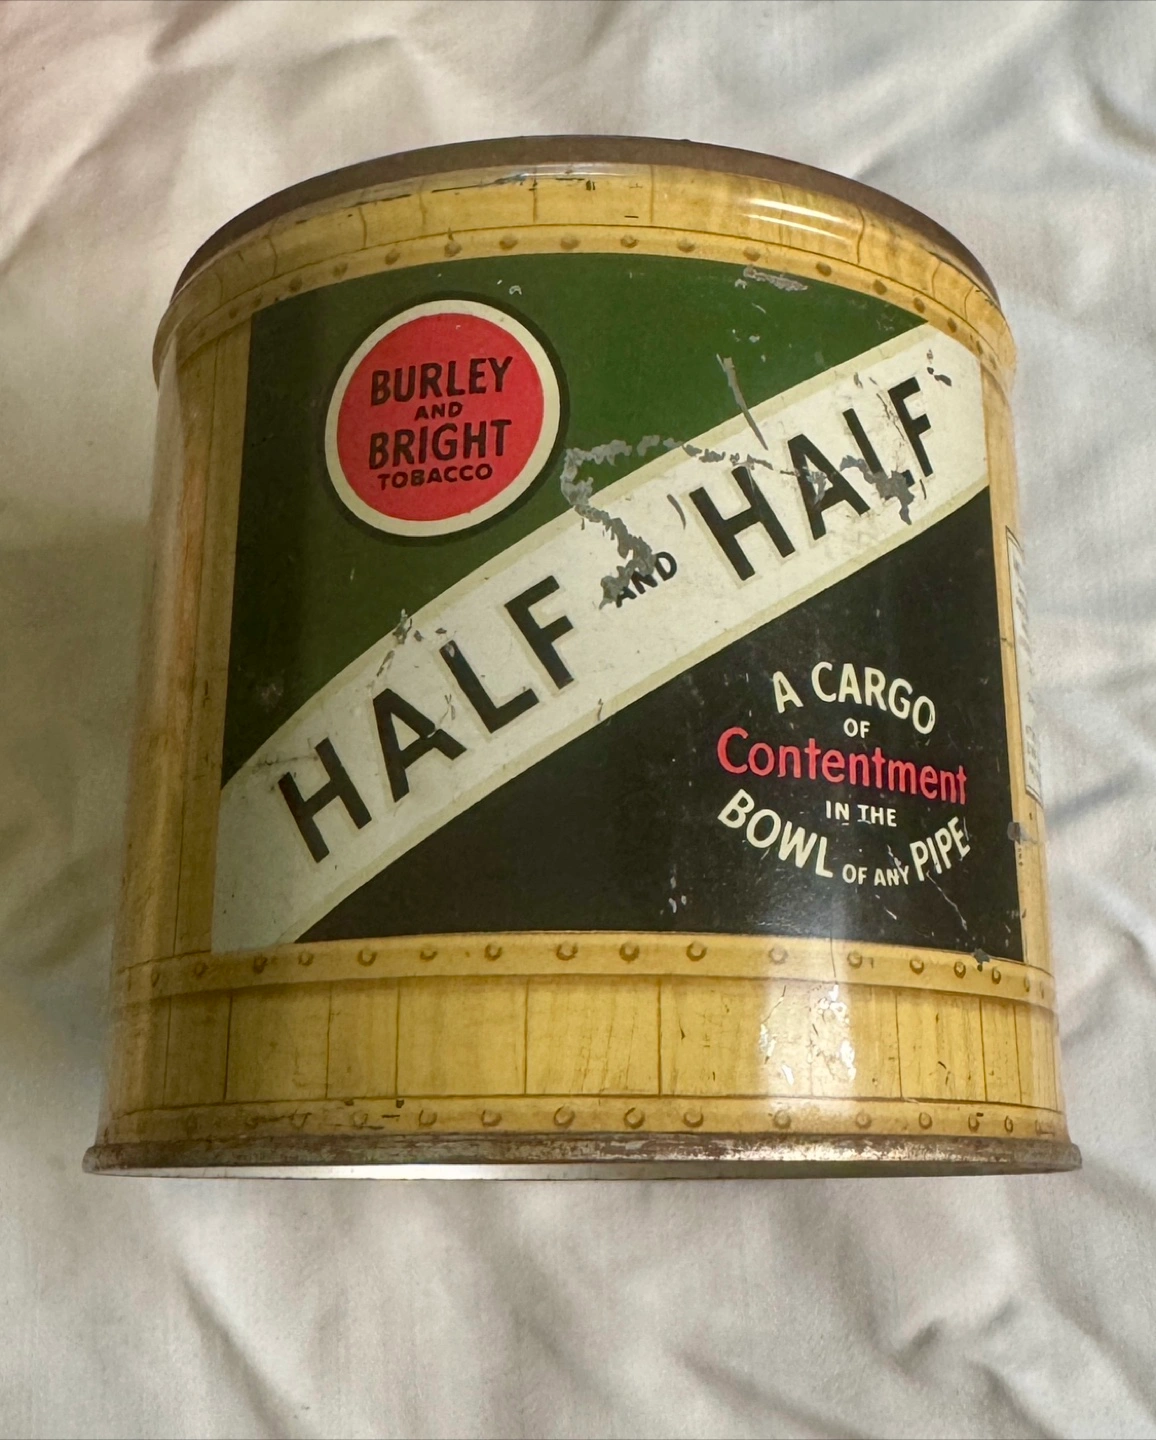 BURLEY
AND
BRIGHT
TOBACCO
HALF AND HALF
A CARGO
OF
Contentment
IN THE
BOWL OF ANY PIPE